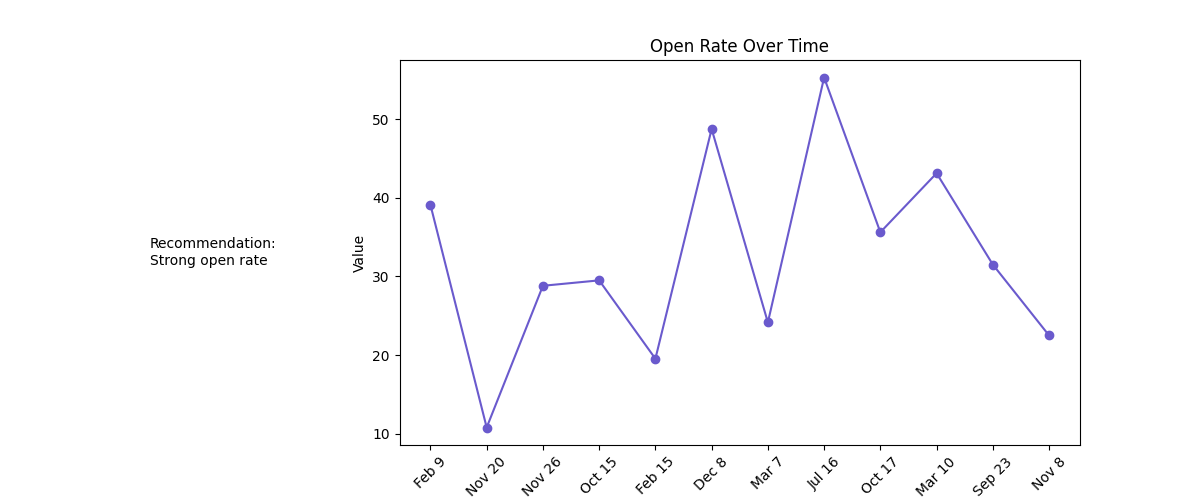 Open Rate Over Time
Recommendation:
Strong open rate
Value
50
40
30
20
10
Feb 9
Nov 20
Nov 26
Oct 15
Feb 15
Dec 8
Mar 7
Jul 16
Oct 17
Mar 10
Sep 23
Nov 8